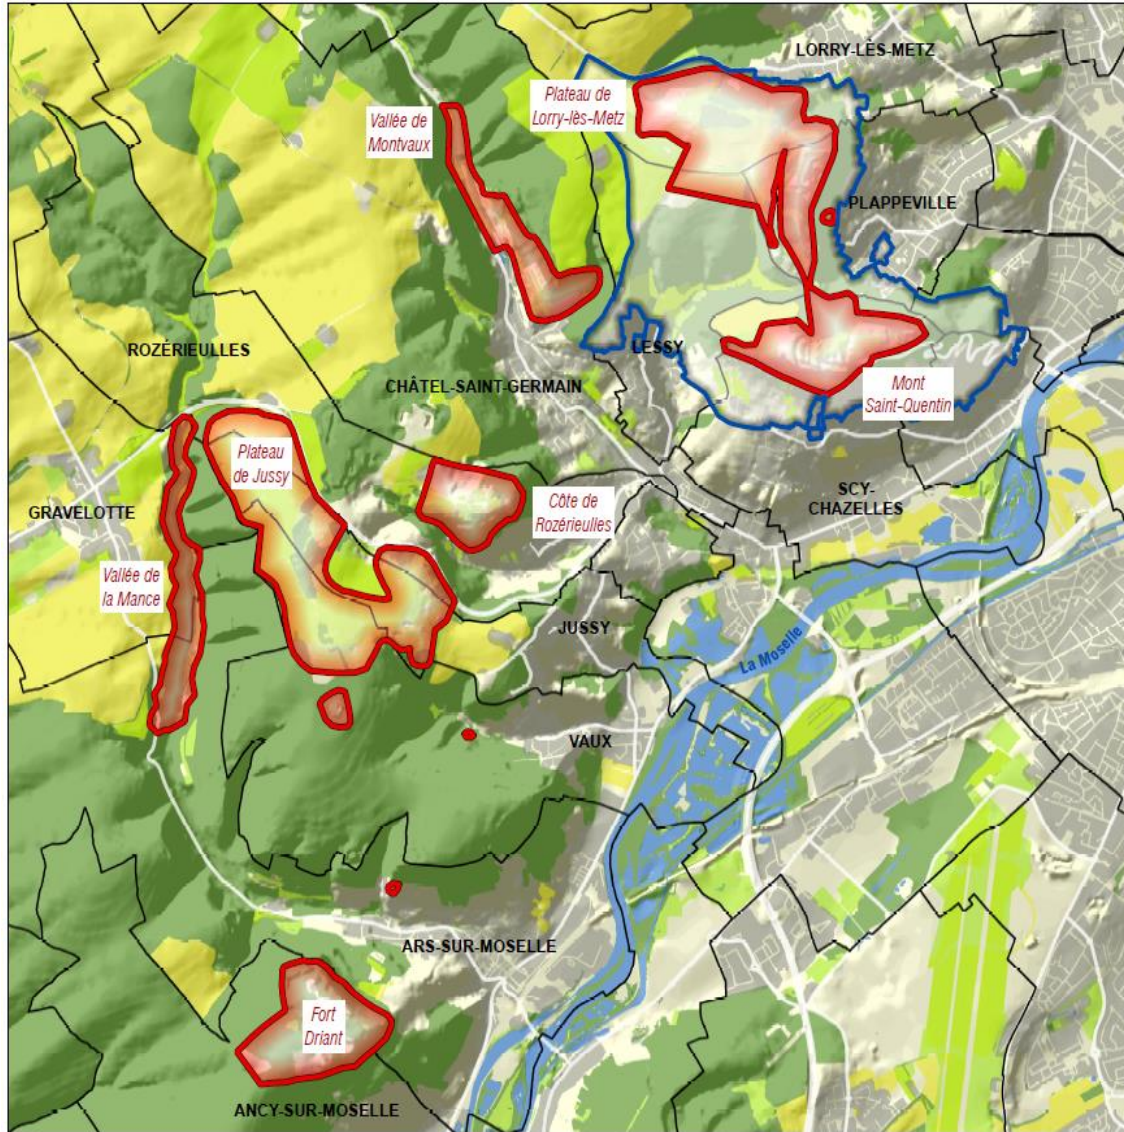 LORRY-LÈS-METZ
Plateau de
Lorry-lès-Metz
Vallée de
Montvaux
PLAPPEVILLE
ROZÉRIEULLES
LESSY
CHÂTEL-SAINT-GERMAIN
Mont
Saint-Quentin
Plateau
de Jussy
Côte de
Rozérieulles
SCY-
CHAZELLES
GRAVELOTTE
Vallée de
la Mance
JUSSY
La Moselle
VAUX
ARS-SUR-MOSELLE
Fort
Driant
ANCY-SUR-MOSELLE